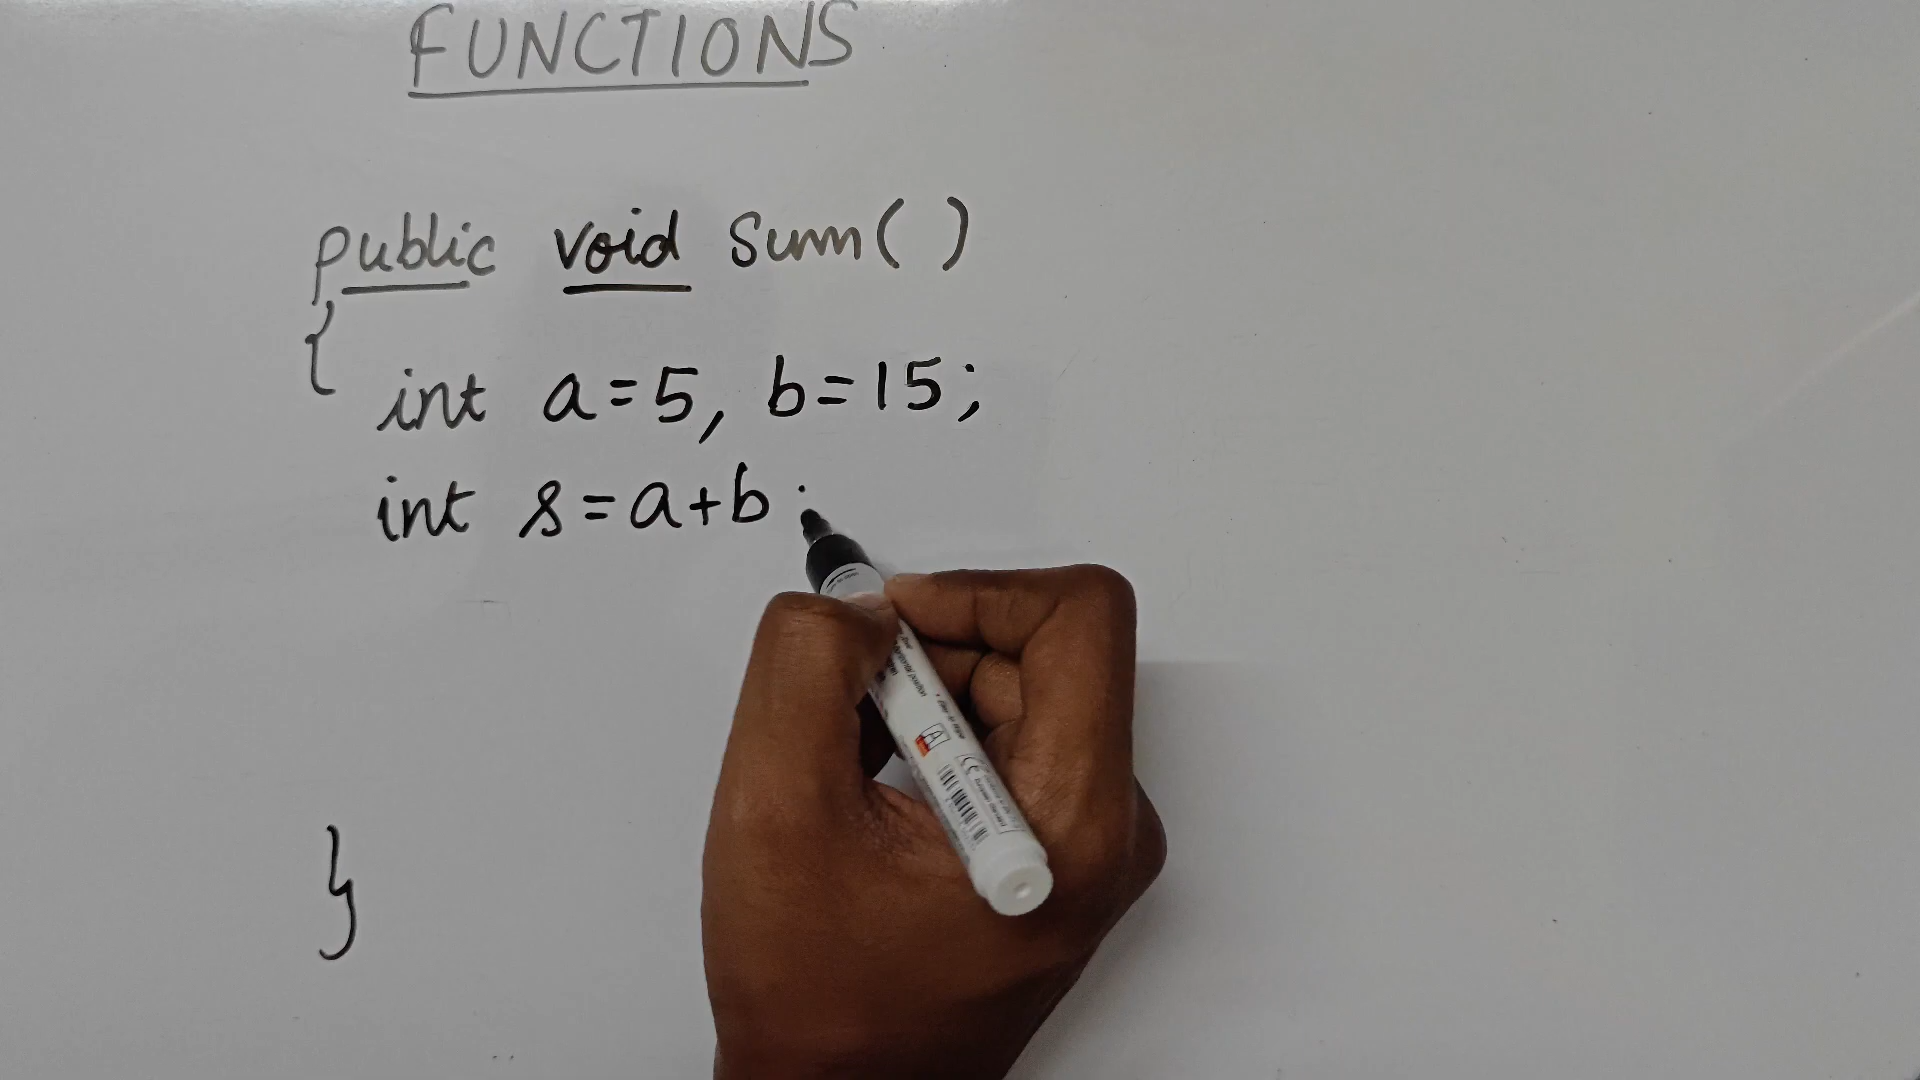 FUNCTIONS
public void sum( )
{
int a=5, b=15;
int s=a+b;
}